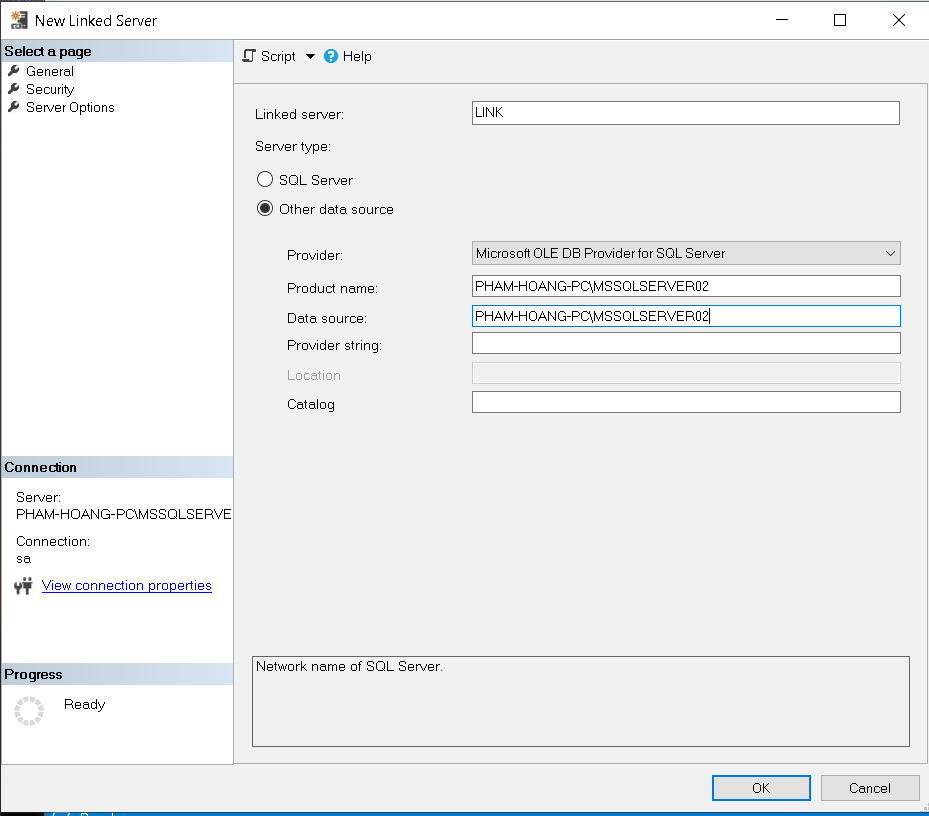 New Linked Server
Select a page
General
Security
Server Options
Script
Help
Linked server:
LINK
Server type:
SQL Server
Other data source
Provider:
Microsoft OLE DB Provider for SQL Server
Product name:
PHAM-HOANG-PC\MSSQLSERVER02
Data source:
PHAM-HOANG-PC\MSSQLSERVER02
Provider string:
Location
Catalog
Connection
Server:
PHAM-HOANG-PC\MSSQLSERVE
Connection:
sa
View connection properties
Progress
Ready
Network name of SQL Server.
OK
Cancel